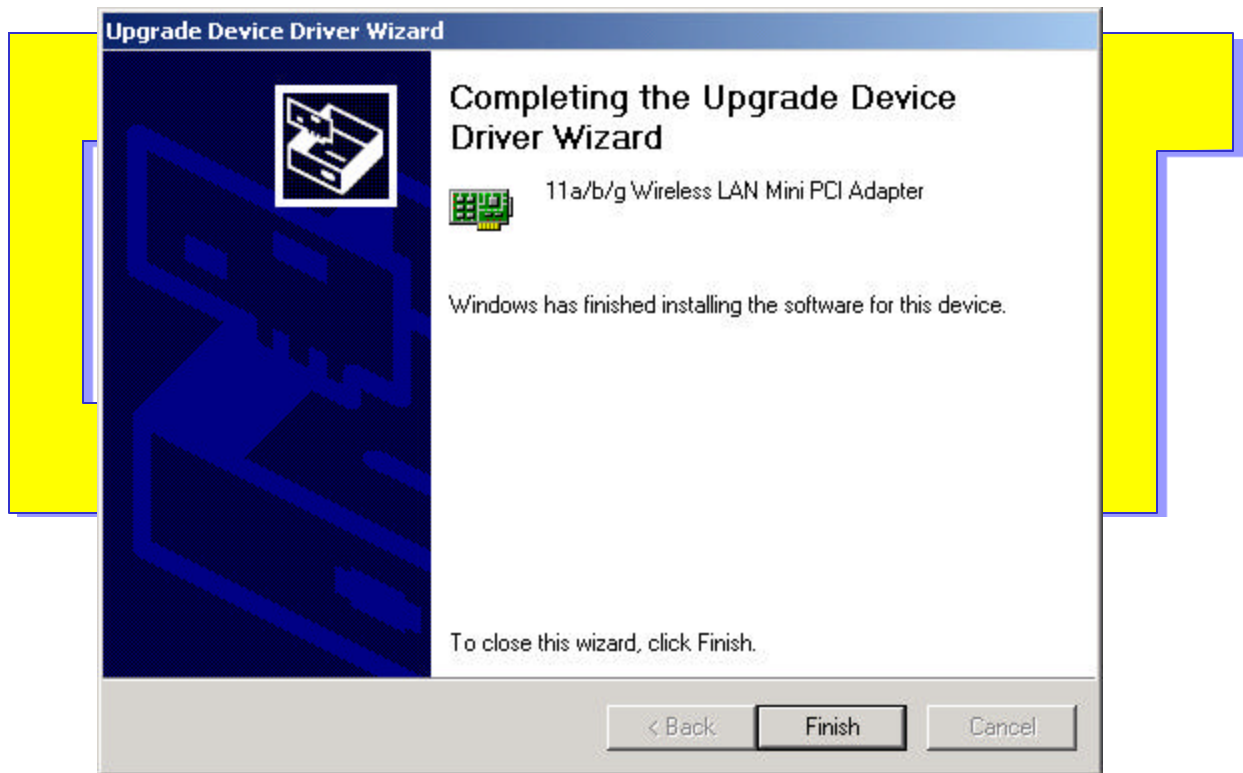 Upgrade Device Driver Wizard
Completing the Upgrade Device
Driver Wizard
11a/b/g Wireless LAN Mini PCI Adapter
Windows has finished installing the software for this device.
To close this wizard, click Finish.
< Back Finish Cancel